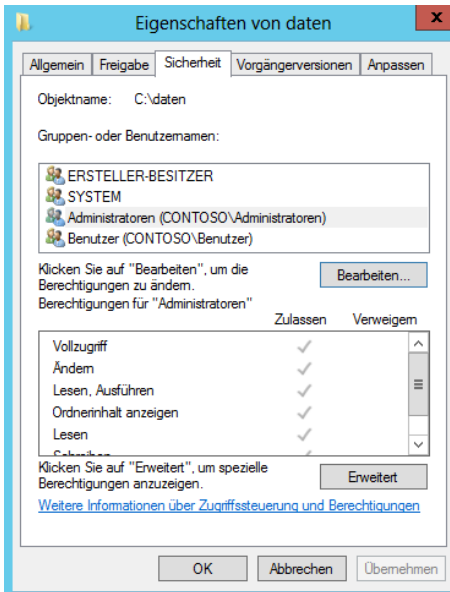 Eigenschaften von daten
x
Allgemein Freigabe Sicherheit Vorgängerversionen Anpassen
Objektname: C:\daten
Gruppen- oder Benutzernamen:
ERSTELLER-BESITZER
SYSTEM
Administratoren (CONTOSO\Administratoren)
Benutzer (CONTOSO\Benutzer)
Klicken Sie auf "Bearbeiten", um die
Berechtigungen zu ändern.
Bearbeiten...
Berechtigungen für "Administratoren"
Zulassen Verweigern
Vollzugriff
Ändern
Lesen, Ausführen
Ordnerinhalt anzeigen
Lesen
Schreiben
Klicken Sie auf "Erweitert", um spezielle
Berechtigungen anzuzeigen.
Erweitert
Weitere Informationen über Zugriffssteuerung und Berechtigungen
OK Abbrechen Übernehmen